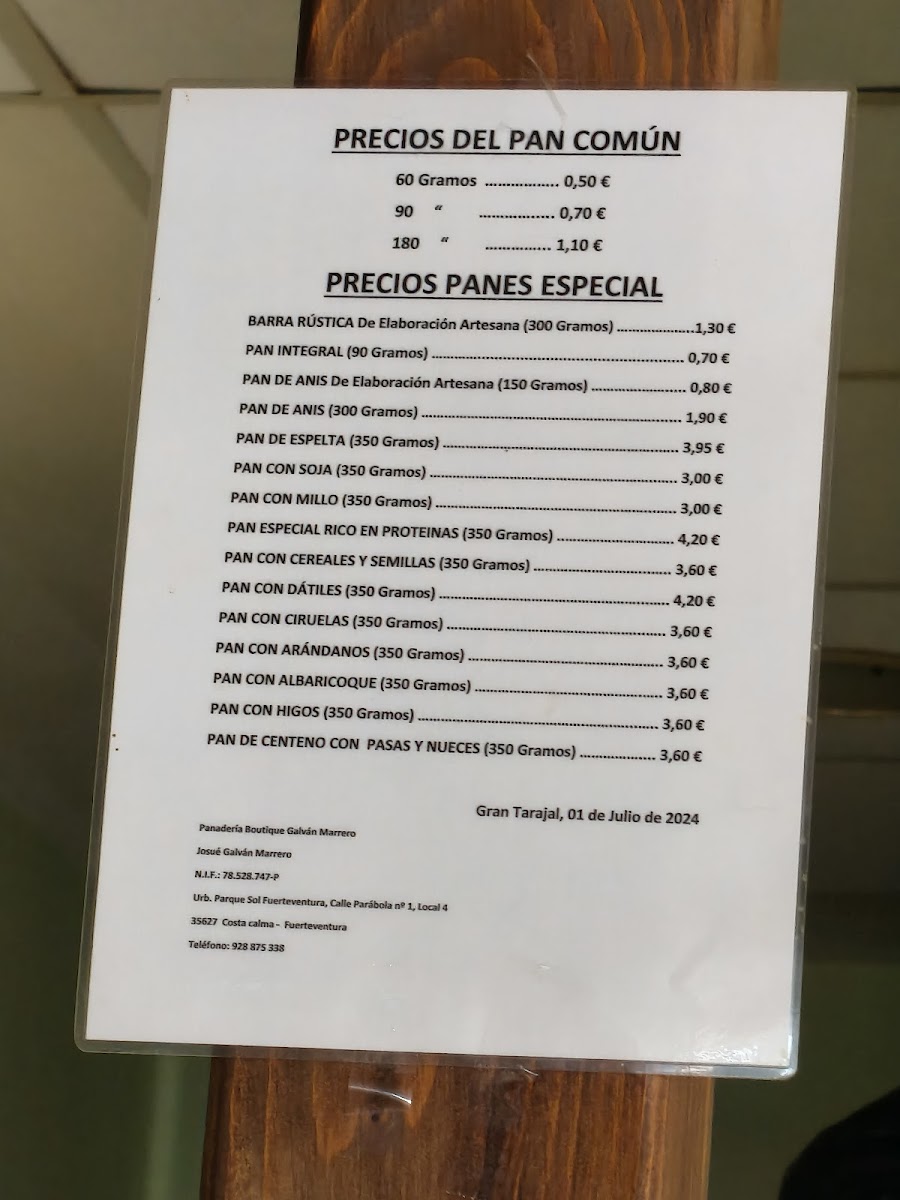 PRECIOS DEL PAN COMÚN
60 Gramos .................. 0,50 €
90 “ .................. 0,70 €
180 “ ................ 1,10 €
PRECIOS PANES ESPECIAL
BARRA RÚSTICA De Elaboración Artesana (300 Gramos) ....................1,30 €
PAN INTEGRAL (90 Gramos) ................................................................ 0,70 €
PAN DE ANIS De Elaboración Artesana (150 Gramos) ........................ 0,80 €
PAN DE ANIS (300 Gramos) .................................................................. 1,90 €
PAN DE ESPELTA (350 Gramos) ............................................................ 3,95 €
PAN CON SOJA (350 Gramos) ............................................................... 3,00 €
PAN CON MILLO (350 Gramos) .............................................................. 3,00 €
PAN ESPECIAL RICO EN PROTEINAS (350 Gramos) .............................. 4,20 €
PAN CON CEREALES Y SEMILLAS (350 Gramos) ................................... 3,60 €
PAN CON DÁTILES (350 Gramos) .......................................................... 4,20 €
PAN CON CIRUELAS (350 Gramos) ........................................................ 3,60 €
PAN CON ARÁNDANOS (350 Gramos) ................................................. 3,60 €
PAN CON ALBARICOQUE (350 Gramos) ................................................ 3,60 €
PAN CON HIGOS (350 Gramos) ............................................................. 3,60 €
PAN DE CENTENO CON PASAS Y NUECES (350 Gramos) ................... 3,60 €
Gran Tarajal, 01 de Julio de 2024
Panadería Boutique Galván Marrero
Josué Galván Marrero
N.I.F.: 78.528.747-P
Urb. Parque Sol Fuerteventura, Calle Parábola nº 1, Local 4
35627 Costa calma - Fuerteventura
Teléfono: 928 875 338